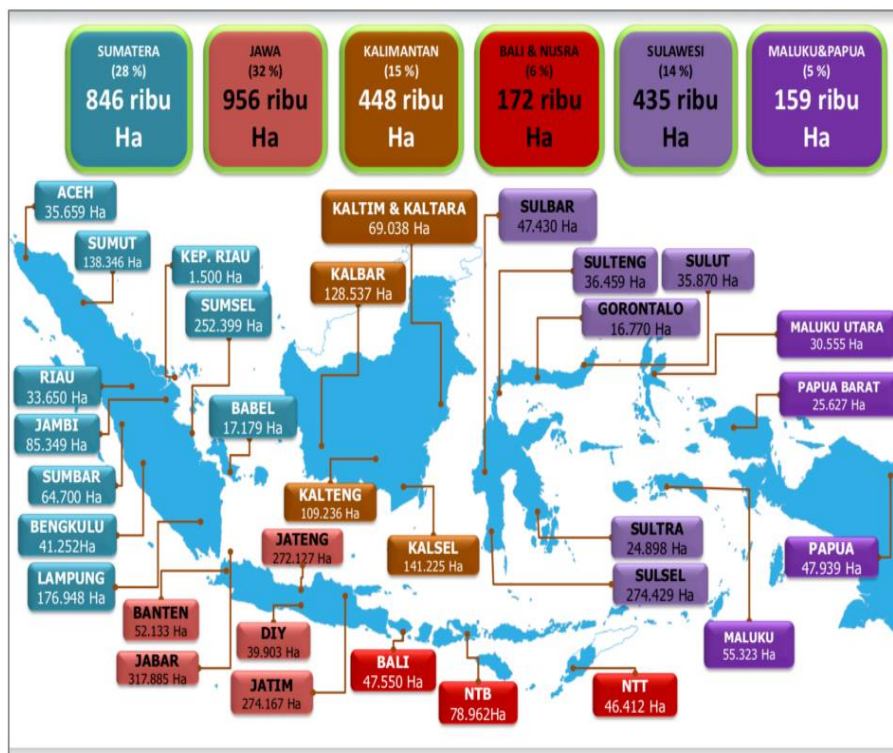 SUMATERA
(28 %)
846 ribu
Ha
JAWA
(32 %)
956 ribu
Ha
KALIMANTAN
(15 %)
448 ribu
Ha
BALI & NUSRA
(6 %)
172 ribu
Ha
SULAWESI
(14 %)
435 ribu
Ha
MALUKU&PAPUA
(5 %)
159 ribu
Ha
ACEH
35.659 Ha
SUMUT
138.346 Ha
KEP. RIAU
1.500 Ha
SUMSEL
252.399 Ha
KALTIM & KALTARA
69.038 Ha
KALBAR
128.537 Ha
SULBAR
47.430 Ha
SULTENG
36.459 Ha
SULUT
35.870 Ha
GORONTALO
16.770 Ha
MALUKU UTARA
30.555 Ha
PAPUA BARAT
25.627 Ha
RIAU
33.650 Ha
JAMBI
85.349 Ha
BABEL
17.179 Ha
SUMBAR
64.700 Ha
BENGKULU
41.252Ha
LAMPUNG
176.948 Ha
KALTENG
109.236 Ha
KALSEL
141.225 Ha
JATENG
272.127 Ha
SULTRA
24.898 Ha
SULSEL
274.429 Ha
PAPUA
47.939 Ha
BANTEN
52.133 Ha
DIY
39.903 Ha
JABAR
317.885 Ha
JATIM
274.167 Ha
BALI
47.550 Ha
NTB
78.962Ha
NTT
46.412 Ha
MALUKU
55.323 Ha